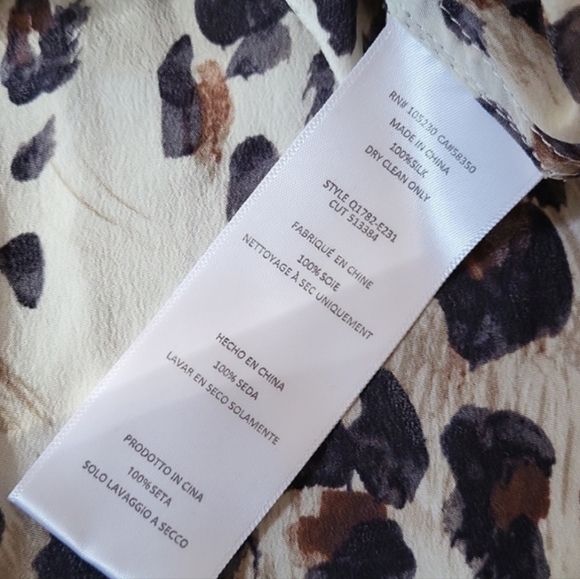 RN# 105230 CA#58350
MADE IN CHINA
100%SILK
DRY CLEAN ONLY
STYLE Q1782-E231
CUT 513384
FABRIQUÉ EN CHINE
100% SOIE
NETTOYAGE À SEC UNIQUEMENT
HECHO EN CHINA
100% SEDA
LAVAR EN SECO SOLAMENTE
PRODOTTO IN CINA
100%SETA
SOLO LAVAGGIO A SECCO